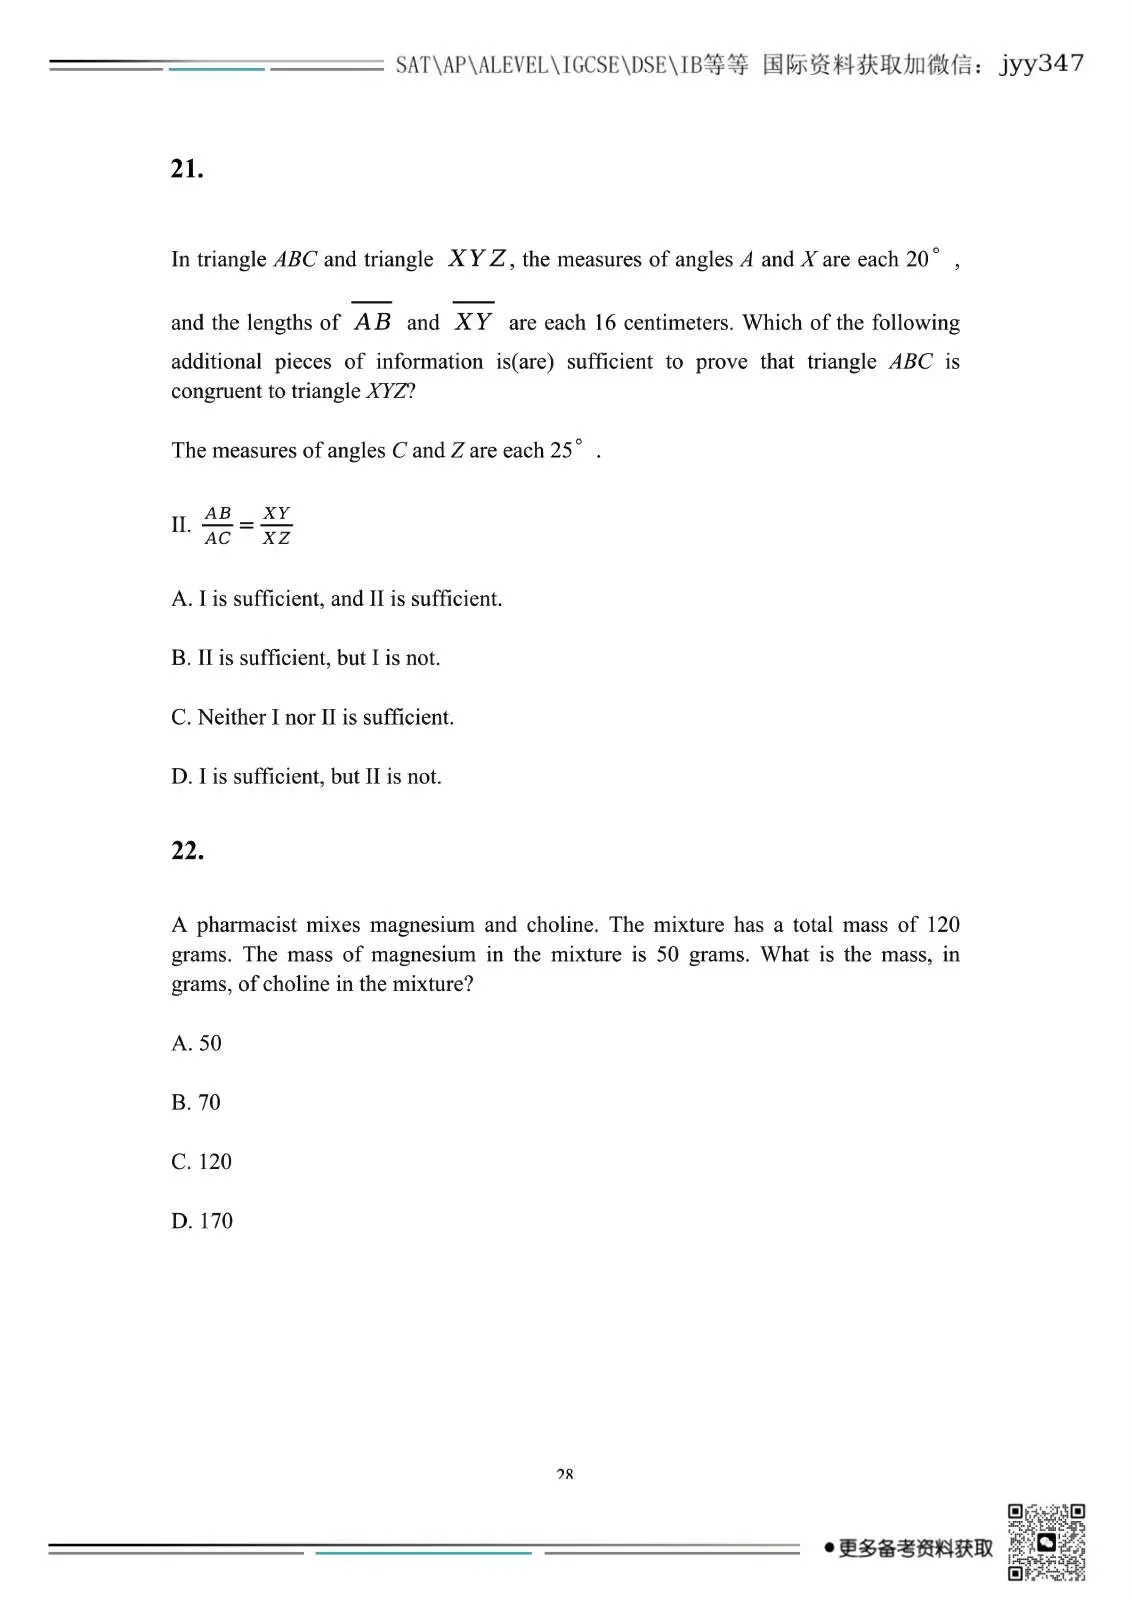 SAT\AP\ALEVEL\IGCSE\DSE\IB等等 国际资料获取加微信：jyy347
21.
In triangle ABC and triangle XYZ, the measures of angles A and X are each 20°,
and the lengths of AB and XY are each 16 centimeters. Which of the following
additional pieces of information is(are) sufficient to prove that triangle ABC is
congruent to triangle XYZ?
The measures of angles C and Z are each 25°.
II. AB/AC = XY/XZ
A. I is sufficient, and II is sufficient.
B. II is sufficient, but I is not.
C. Neither I nor II is sufficient.
D. I is sufficient, but II is not.
22.
A pharmacist mixes magnesium and choline. The mixture has a total mass of 120
grams. The mass of magnesium in the mixture is 50 grams. What is the mass, in
grams, of choline in the mixture?
A. 50
B. 70
C. 120
D. 170
28
●更多备考资料获取